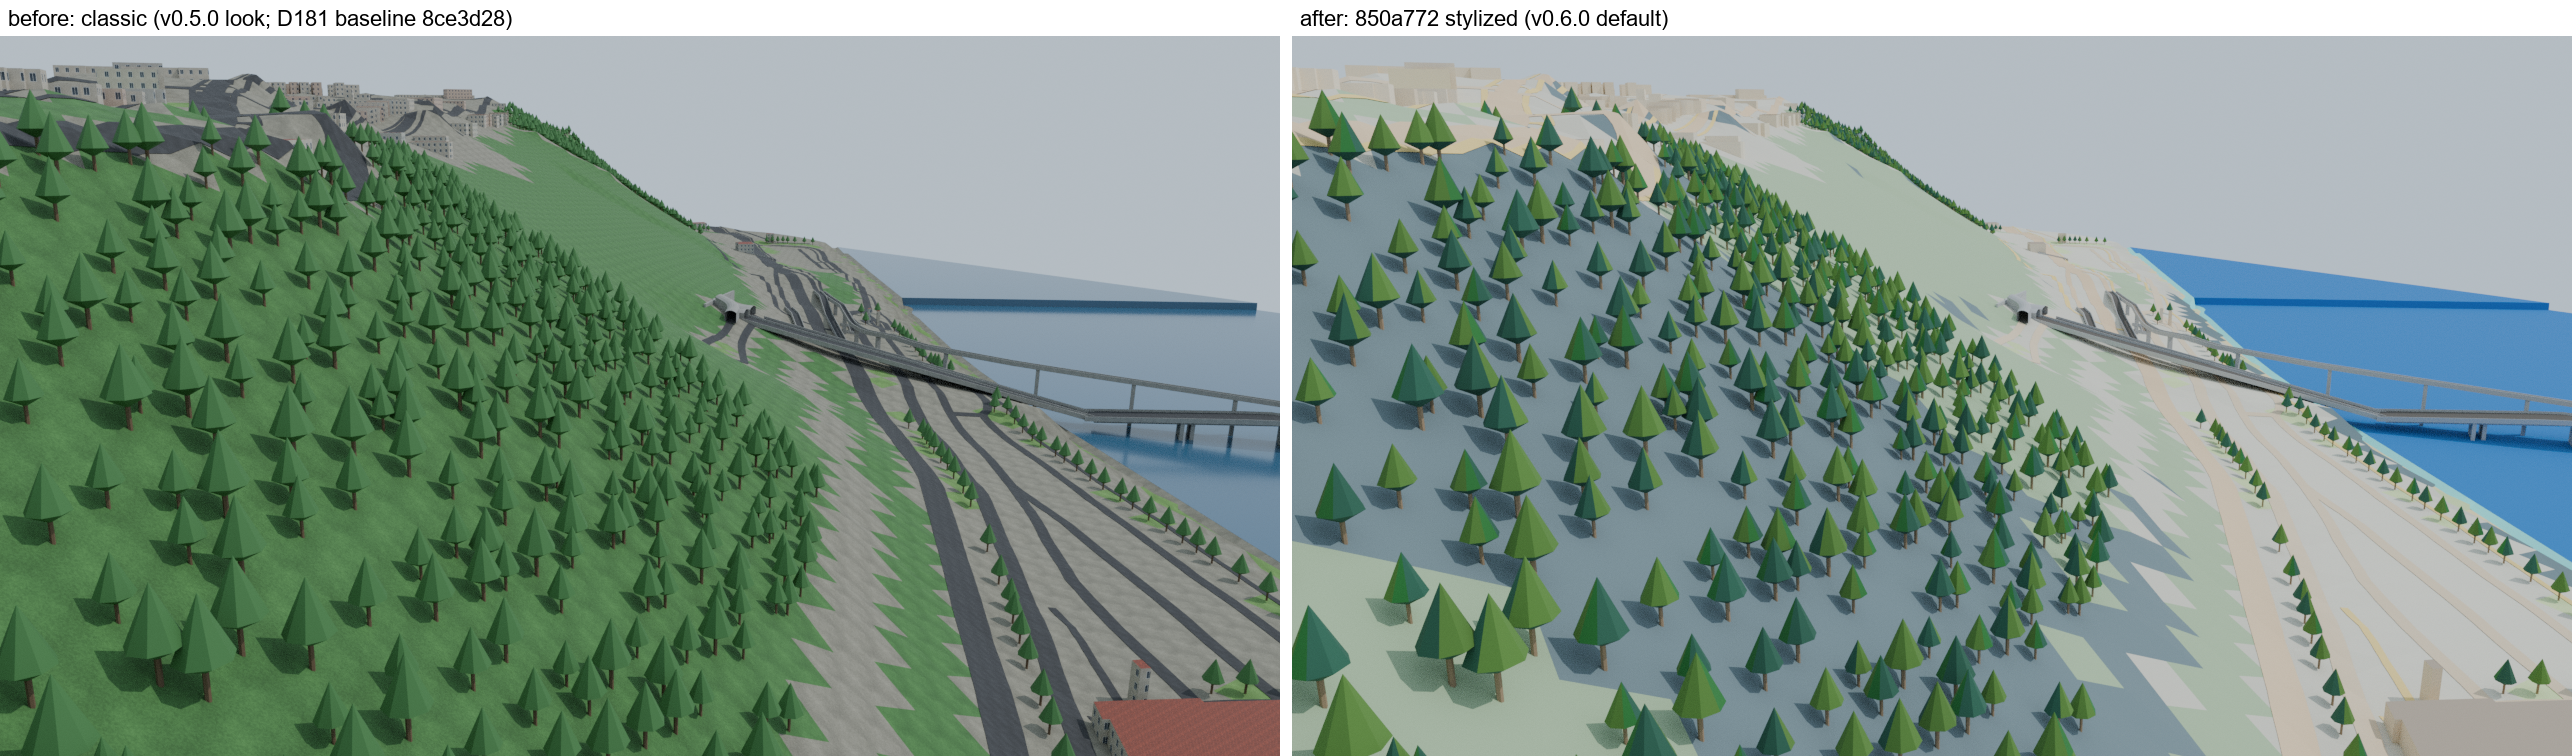 before: classic (v0.5.0 look; D181 baseline 8ce3d28)
after: 850a772 stylized (v0.6.0 default)